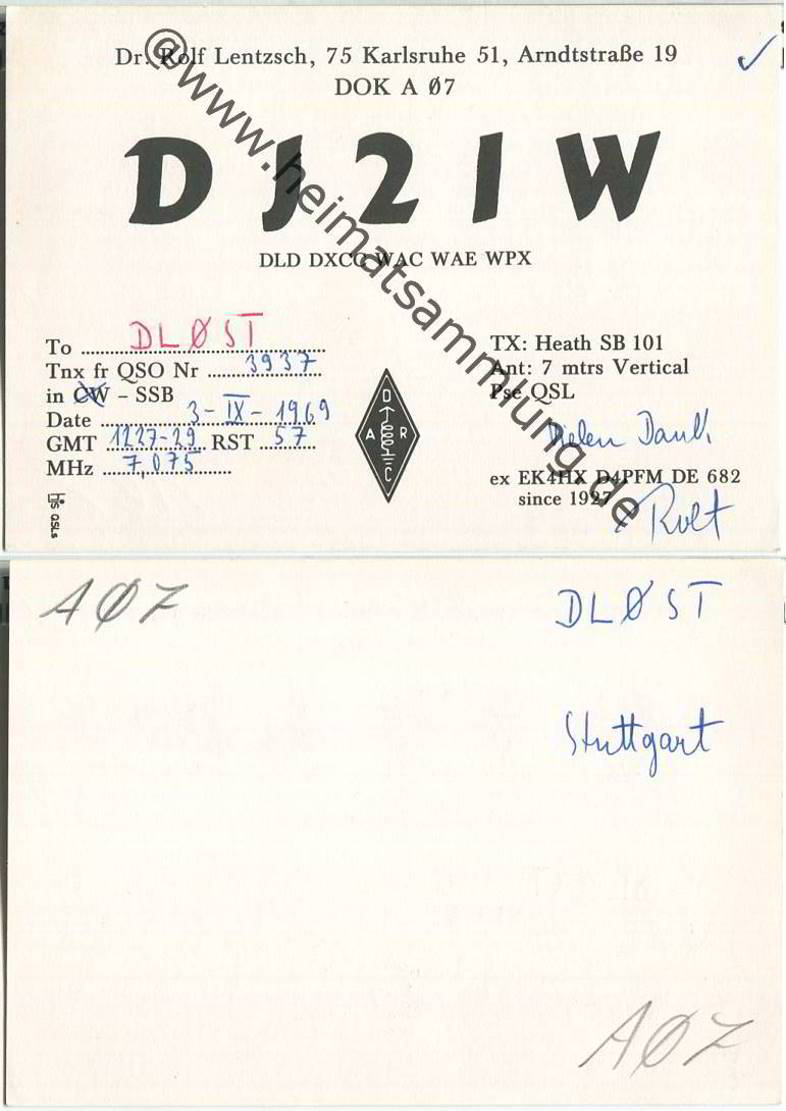 Dr. Rolf Lentzsch, 75 Karlsruhe 51, Arndtstraße 19
DOK A Ø7
DJ2IW
DLD DXCC WAC WAE WPX
@www.heimatsammlung.de
To DLØST
Tnx fr QSO Nr 3937
in CW - SSB
Date 3-IX-1969
GMT 1227-29 RST 57
MHz 7,075
HS QSLs
D
A R
C
TX: Heath SB 101
Ant: 7 mtrs Vertical
Pse QSL
Vielen Dank
ex EK4HX D4PFM DE 682
since 1927
Rolf
AØ7
DLØST
Stuttgart
AØ7